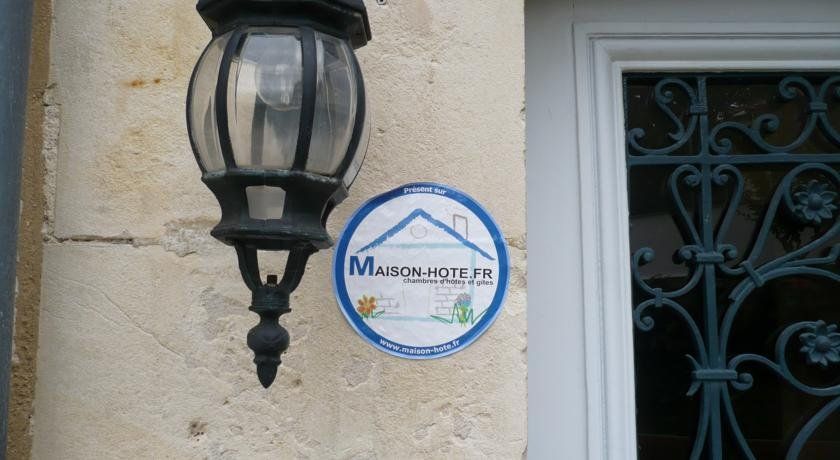 Présent sur
MAISON-HOTE.FR
chambres d'hôtes et gîtes
www.maison-hote.fr